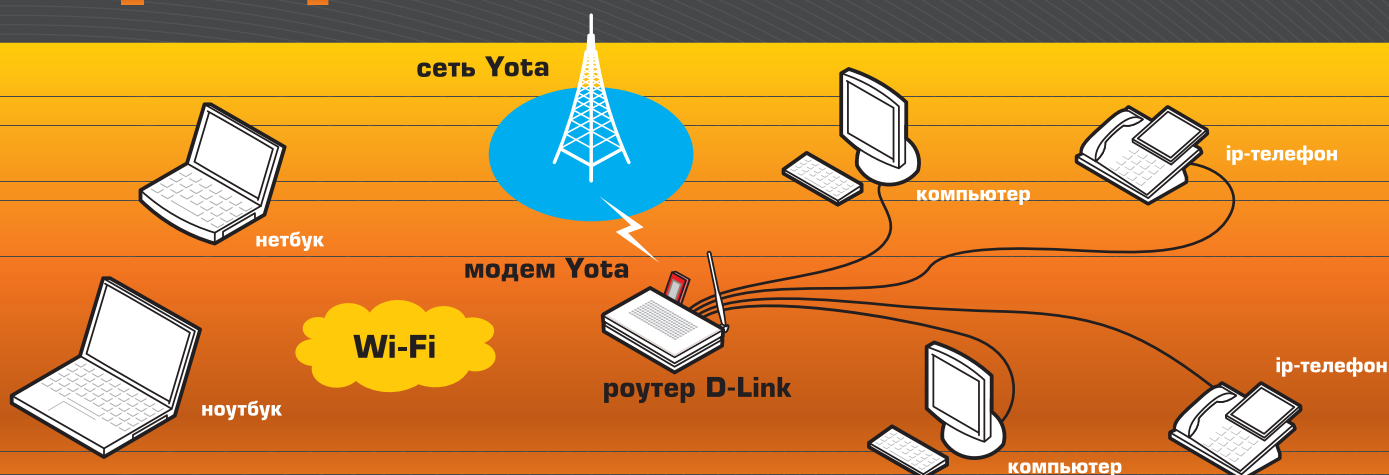 сеть Yota
ip-телефон
компьютер
нетбук
модем Yota
Wi-Fi
ip-телефон
роутер D-Link
ноутбук
компьютер